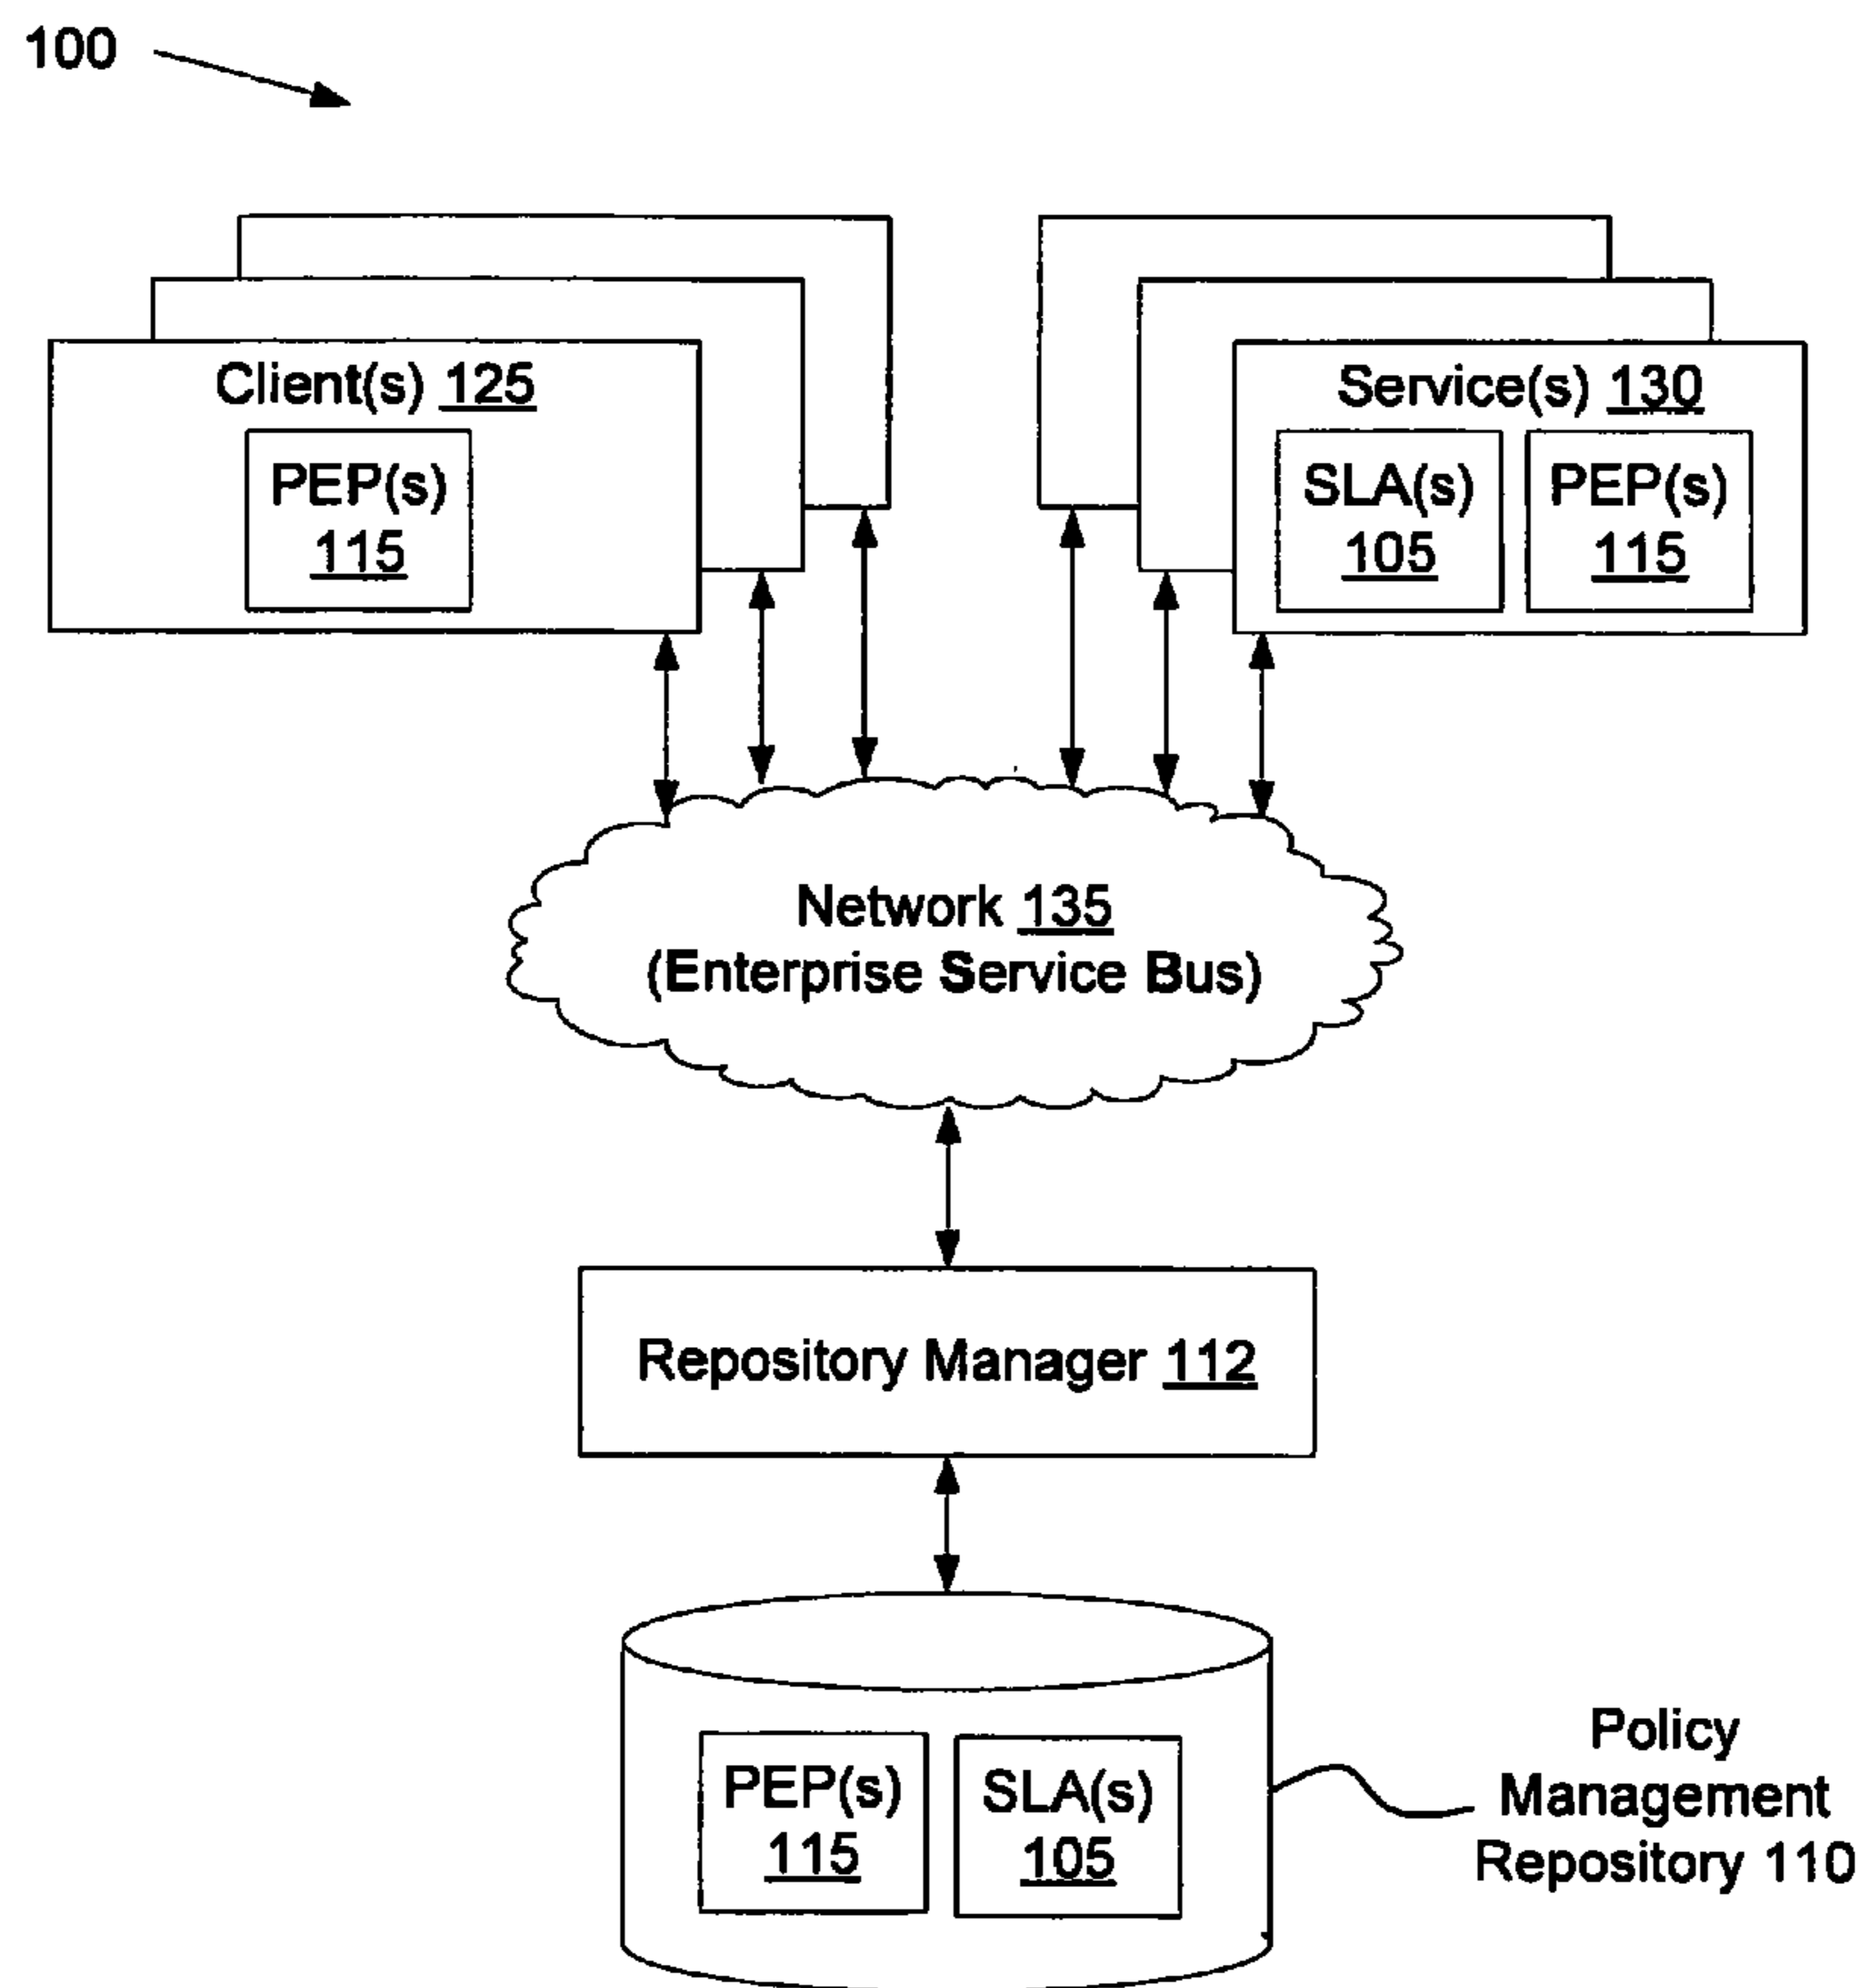 100
Client(s) 125
PEP(s)
115
Service(s) 130
SLA(s)
105
PEP(s)
115
Network 135
(Enterprise Service Bus)
Repository Manager 112
PEP(s)
115
SLA(s)
105
Policy
Management
Repository 110